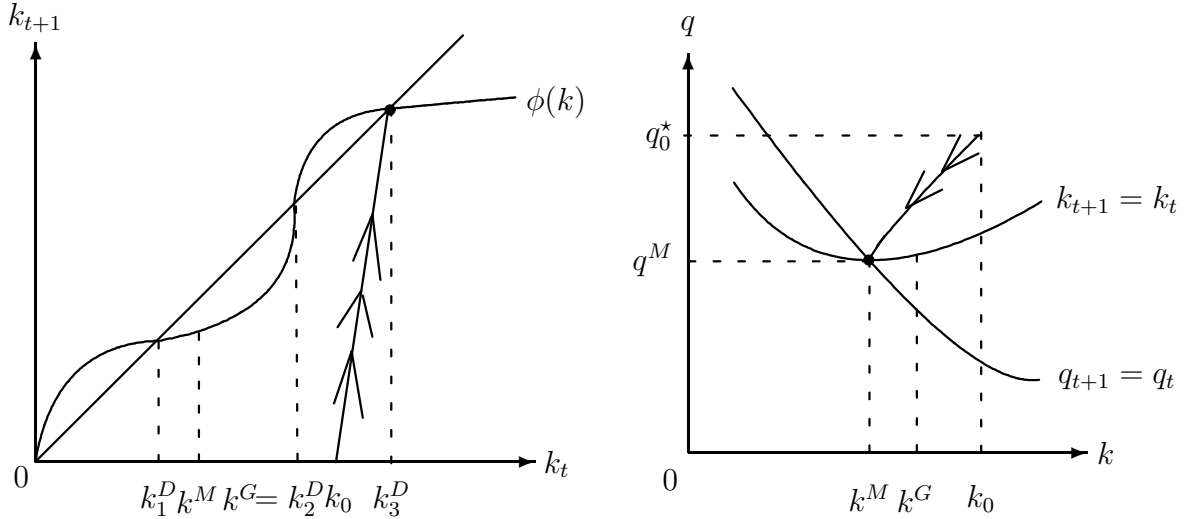 k_{t+1}
ϕ(k)
k_t
0
k_1^D k^M k^G = k_2^D k_0 k_3^D
q
q_0^⋆
k_{t+1} = k_t
q^M
q_{t+1} = q_t
k
0
k^M k^G k_0